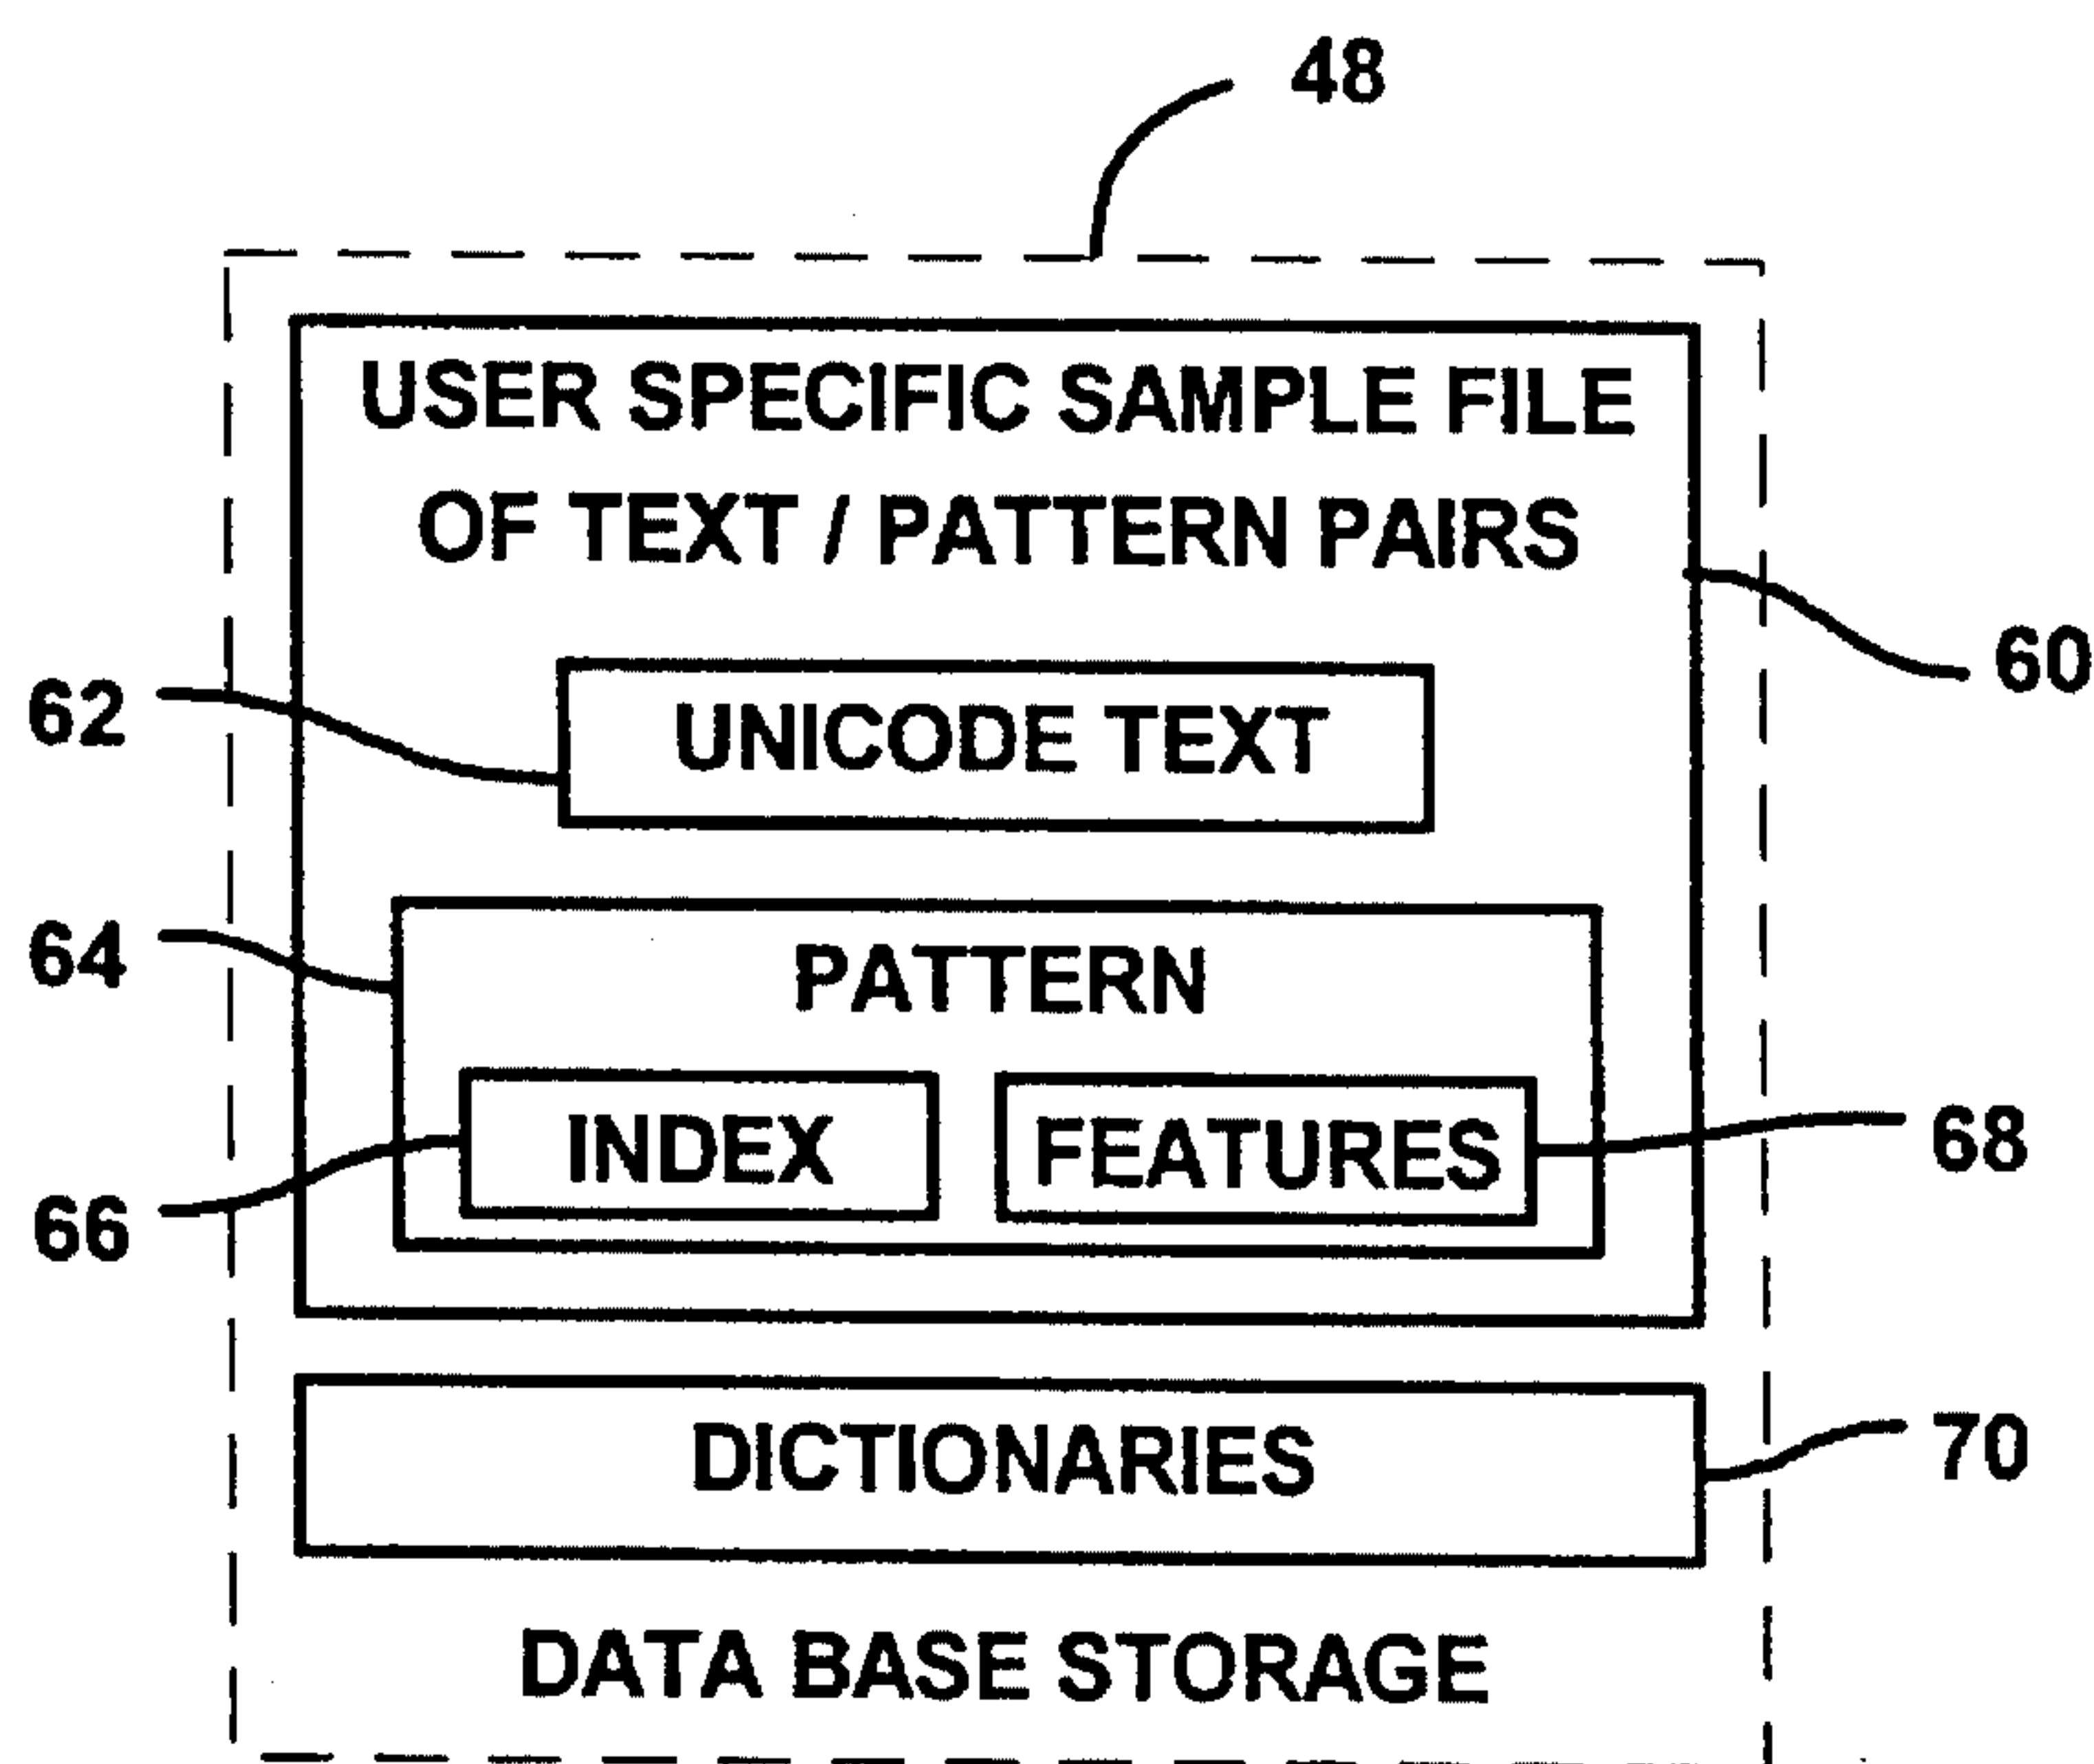 48
USER SPECIFIC SAMPLE FILE
OF TEXT / PATTERN PAIRS
60
62
UNICODE TEXT
64
PATTERN
INDEX
FEATURES
68
66
DICTIONARIES
70
DATA BASE STORAGE